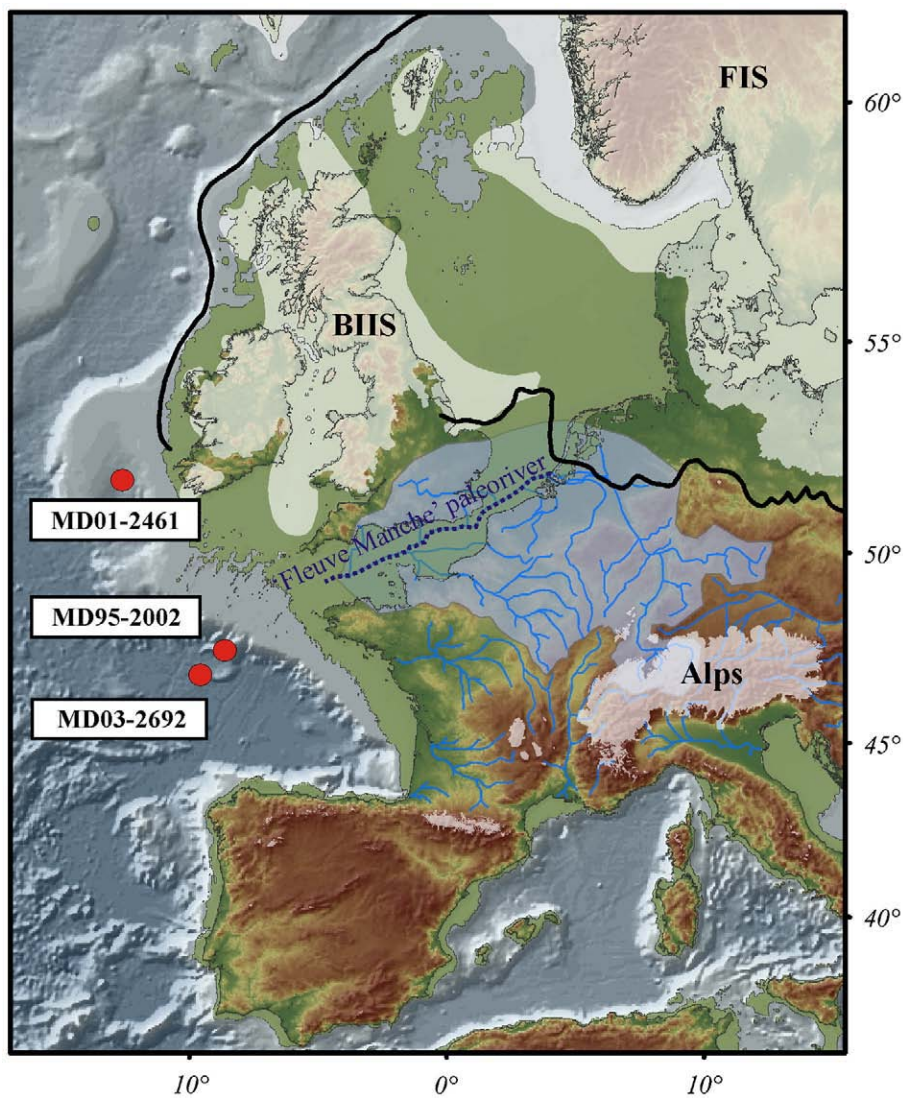 FIS
60°
BIIS
55°
Fleuve Manche’ paleoriver
MD01-2461
50°
MD95-2002
Alps
MD03-2692
45°
40°
10°
0°
10°